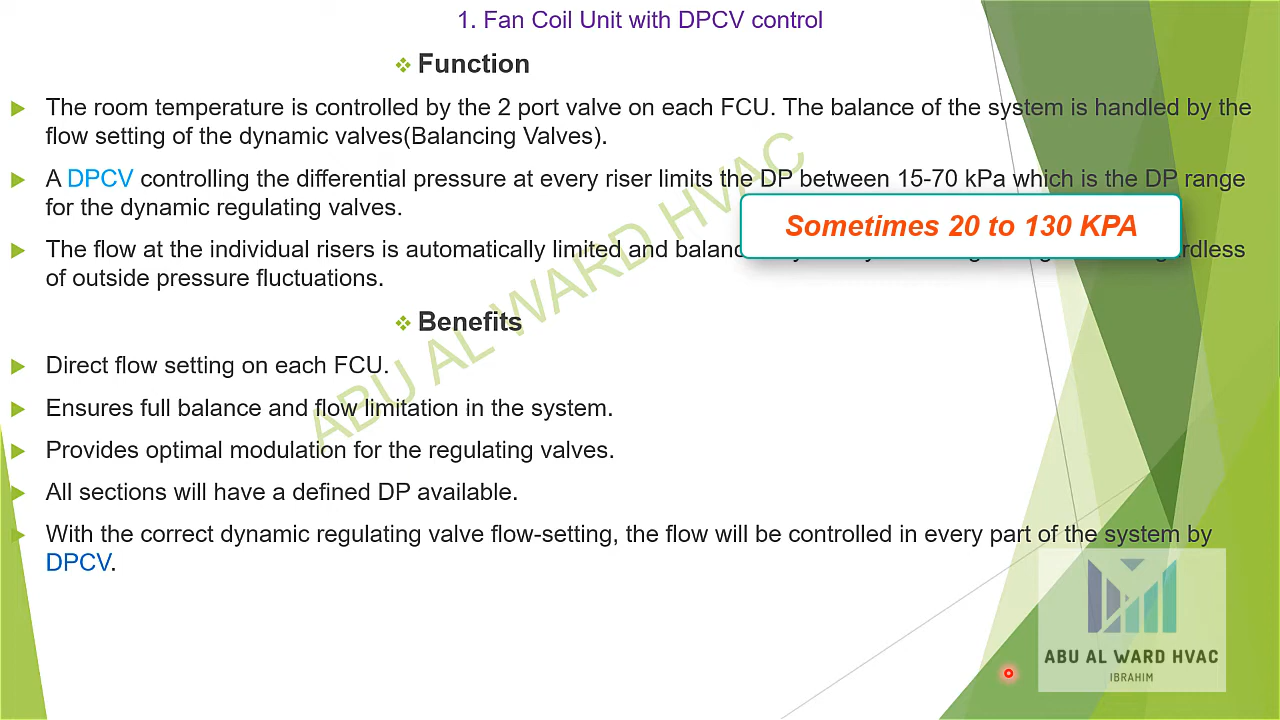 1. Fan Coil Unit with DPCV control
❖ Function
The room temperature is controlled by the 2 port valve on each FCU. The balance of the system is handled by the
flow setting of the dynamic valves(Balancing Valves).
A DPCV controlling the differential pressure at every riser limits the DP between 15-70 kPa which is the DP range
for the dynamic regulating valves.
Sometimes 20 to 130 KPA
The flow at the individual risers is automatically limited and
of outside pressure fluctuations.
❖ Benefits
Direct flow setting on each FCU.
Ensures full balance and flow limitation in the system.
Provides optimal modulation for the regulating valves.
All sections will have a defined DP available.
With the correct dynamic regulating valve flow-setting, the flow will be controlled in every part of the system by
DPCV.
ABU AL WARD HVAC
ABU AL WARD HVAC
IBRAHIM